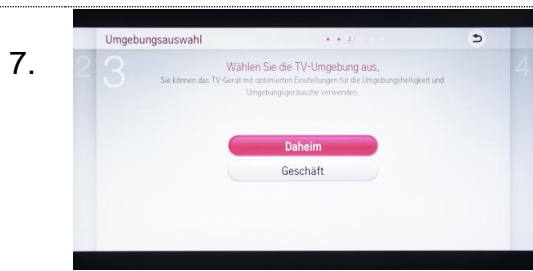 7.
Umgebungsauswahl
3
2 3
Wählen Sie die TV-Umgebung aus.
Sie können das TV-Gerät mit optimierten Einstellungen für die Umgebungshelligkeit und
Umgebungsgeräusche verwenden.
4
Daheim
Geschäft